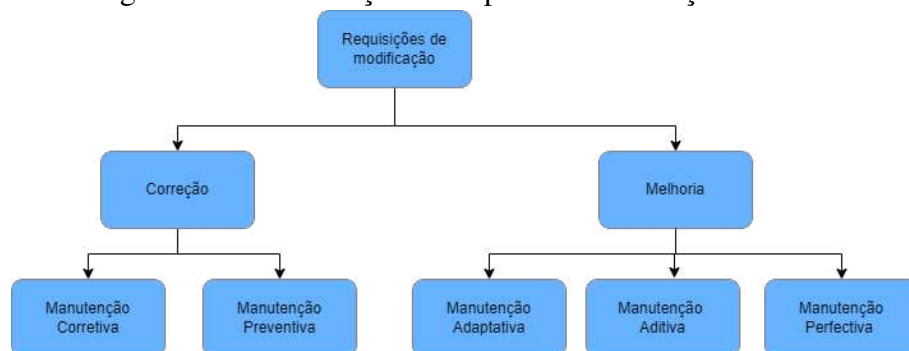 Requisições de
modificação
Correção
Melhoria
Manutenção
Corretiva
Manutenção
Preventiva
Manutenção
Adaptativa
Manutenção
Aditiva
Manutenção
Perfectiva